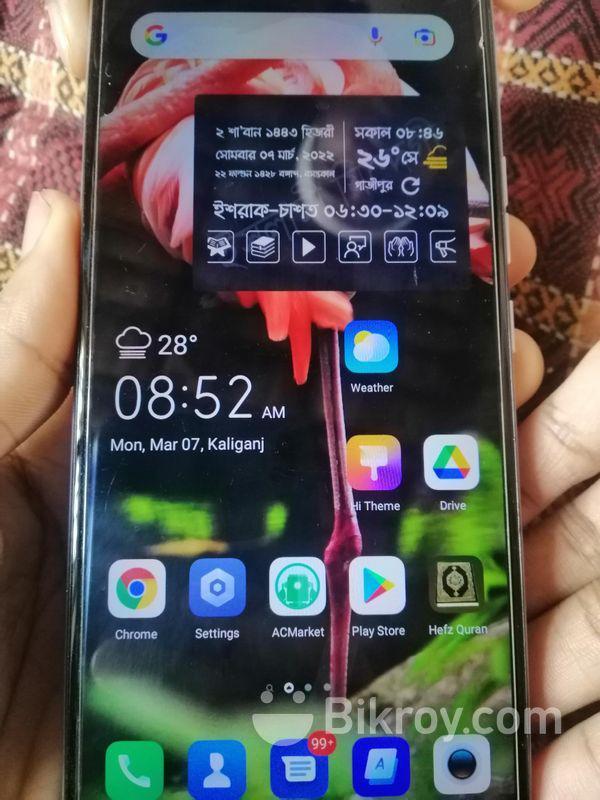 ২ শা'বান ১৪৪৩ হিজরী
সোমবার ০৭ মার্চ, ২০২২
২২ ফাল্গুন ১৪২৮ বঙ্গাব্দ, বসন্তকাল
সকাল ০৮:৪৬
২৬°সে
গাজীপুর
ইশরাক-চাশত ০৬:৩০-১২:০৯
28°
08:52 AM
Mon, Mar 07, Kaliganj
Weather
Hi Theme
Drive
Chrome
Settings
ACMarket
Play Store
Hefz Quran
Bikroy.com
99+
A